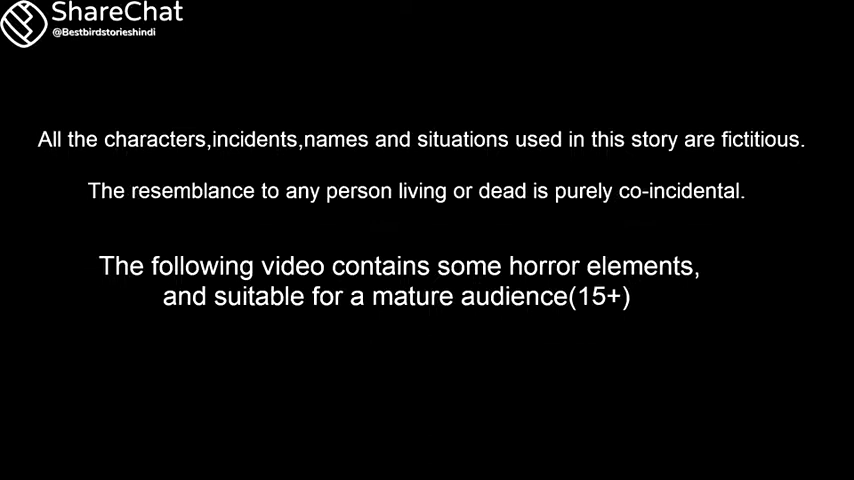 ShareChat
@Bestbirdstorieshindi
All the characters,incidents,names and situations used in this story are fictitious.
The resemblance to any person living or dead is purely co-incidental.
The following video contains some horror elements,
and suitable for a mature audience(15+)